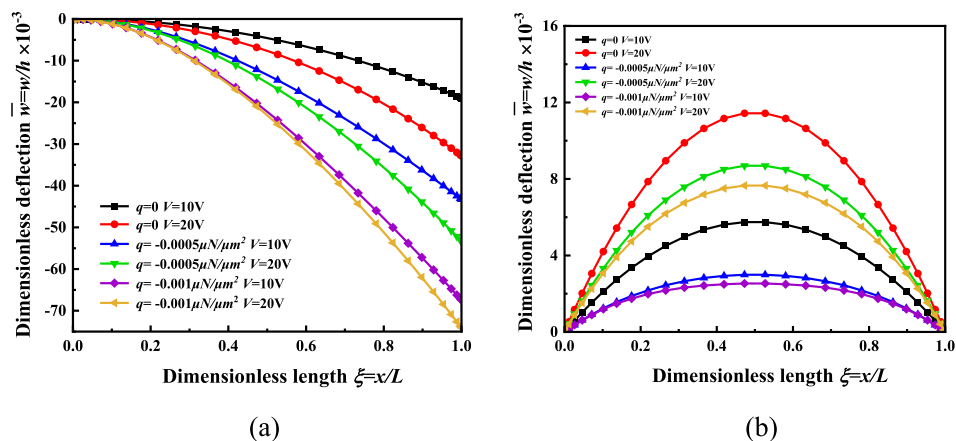 0
-10
-20
-30
-40
-50
-60
-70
Dimensionless deflection w̅=w/h ×10⁻³
q=0 V=10V
q=0 V=20V
q= -0.0005μN/μm² V=10V
q= -0.0005μN/μm² V=20V
q= -0.001μN/μm² V=10V
q= -0.001μN/μm² V=20V
0.0 0.2 0.4 0.6 0.8 1.0
Dimensionless length ξ=x/L
(a)
16
12
8
4
0
Dimensionless deflection w̅=w/h ×10⁻³
q=0 V=10V
q=0 V=20V
q= -0.0005μN/μm² V=10V
q= -0.0005μN/μm² V=20V
q= -0.001μN/μm² V=10V
q= -0.001μN/μm² V=20V
0.0 0.2 0.4 0.6 0.8 1.0
Dimensionless length ξ=x/L
(b)